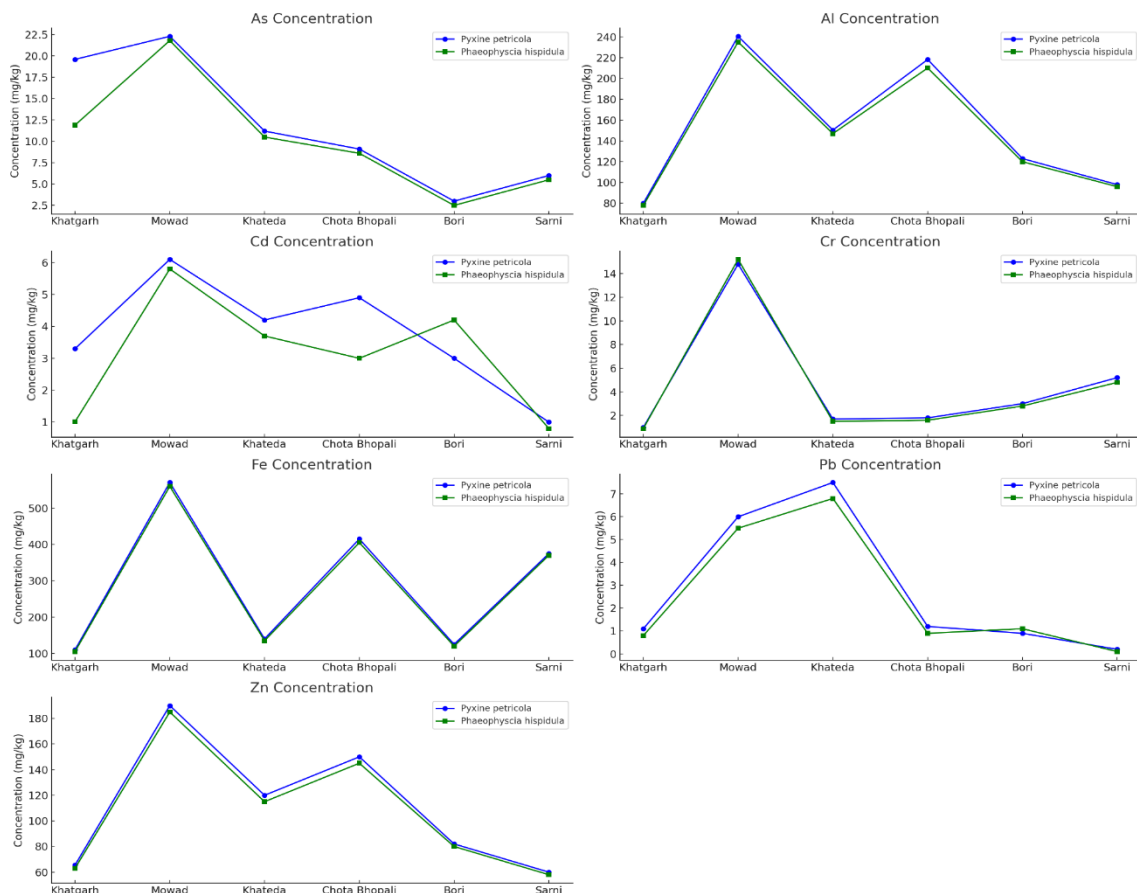 As Concentration
Concentration (mg/kg)
22.5
20.0
17.5
15.0
12.5
10.0
7.5
5.0
2.5
Pyxine petricola
Phaeophyscia hispidula
Khatgarh Mowad Khateda Chota Bhopali Bori Sarni
Al Concentration
Concentration (mg/kg)
240
220
200
180
160
140
120
100
80
Pyxine petricola
Phaeophyscia hispidula
Khatgarh Mowad Khateda Chota Bhopali Bori Sarni
Cd Concentration
Concentration (mg/kg)
6
5
4
3
2
1
Pyxine petricola
Phaeophyscia hispidula
Khatgarh Mowad Khateda Chota Bhopali Bori Sarni
Cr Concentration
Concentration (mg/kg)
14
12
10
8
6
4
2
Pyxine petricola
Phaeophyscia hispidula
Khatgarh Mowad Khateda Chota Bhopali Bori Sarni
Fe Concentration
Concentration (mg/kg)
500
400
300
200
100
Pyxine petricola
Phaeophyscia hispidula
Khatgarh Mowad Khateda Chota Bhopali Bori Sarni
Pb Concentration
Concentration (mg/kg)
7
6
5
4
3
2
1
0
Pyxine petricola
Phaeophyscia hispidula
Khatgarh Mowad Khateda Chota Bhopali Bori Sarni
Zn Concentration
Concentration (mg/kg)
180
160
140
120
100
80
60
Pyxine petricola
Phaeophyscia hispidula
Khatgarh Mowad Khateda Chota Bhopali Bori Sarni